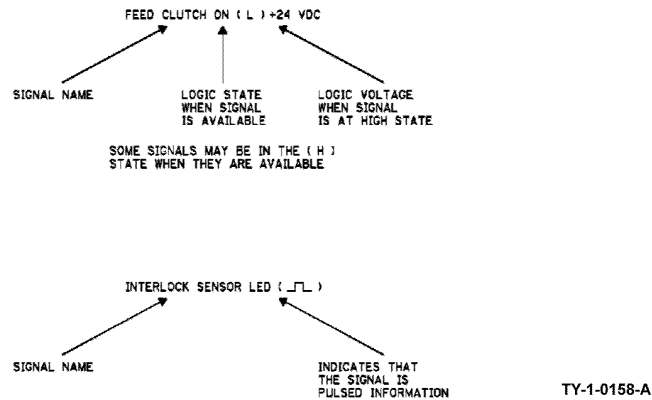 FEED CLUTCH ON ( L ) +24 VDC
SIGNAL NAME
LOGIC STATE
WHEN SIGNAL
IS AVAILABLE
LOGIC VOLTAGE
WHEN SIGNAL
IS AT HIGH STATE
SOME SIGNALS MAY BE IN THE ( H )
STATE WHEN THEY ARE AVAILABLE
INTERLOCK SENSOR LED ( )
SIGNAL NAME
INDICATES THAT
THE SIGNAL IS
PULSED INFORMATION
TY-1-0158-A